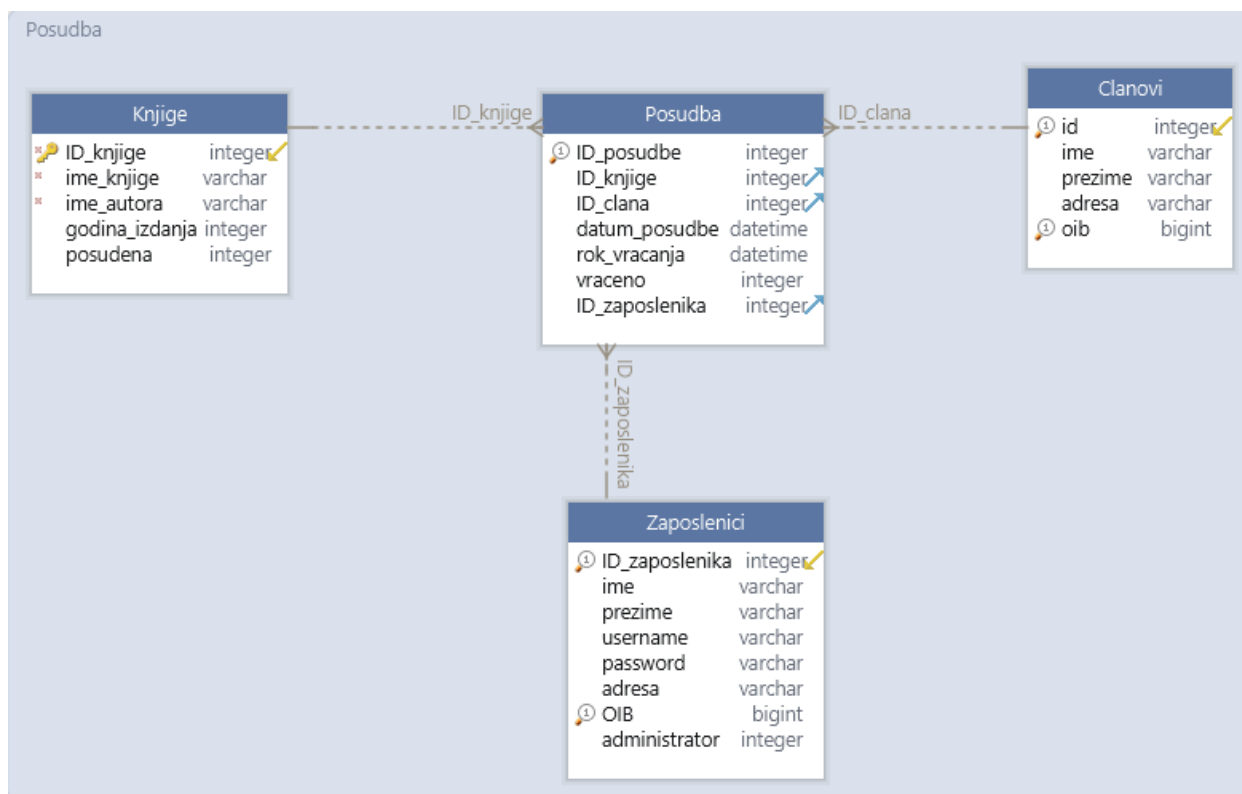 Posudba
Knjige
ID_knjige integer
ime_knjige varchar
ime_autora varchar
godina_izdanja integer
posudena integer
ID_knjige
Posudba
ID_posudbe integer
ID_knjige integer
ID_clana integer
datum_posudbe datetime
rok_vracanja datetime
vraceno integer
ID_zaposlenika integer
ID_clana
Clanovi
id integer
ime varchar
prezime varchar
adresa varchar
oib bigint
ID_zaposlenika
Zaposlenici
ID_zaposlenika integer
ime varchar
prezime varchar
username varchar
password varchar
adresa varchar
OIB bigint
administrator integer